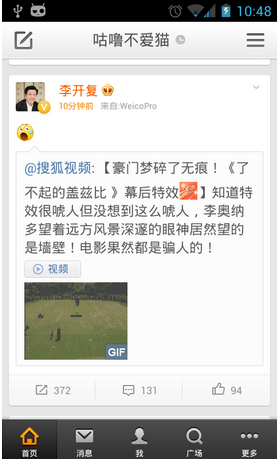 10:48
咕噜不爱猫
李开复
10分钟前 来自:WeicoPro
@搜狐视频:【豪门梦碎了无痕！《了
不起的盖兹比 》幕后特效】知道特
效很唬人但没想到这么唬人，李奥纳
多望着远方风景深邃的眼神居然望的
是墙壁！电影果然都是骗人的！
视频
GIF
372 131 94
首页 消息 我 广场 更多